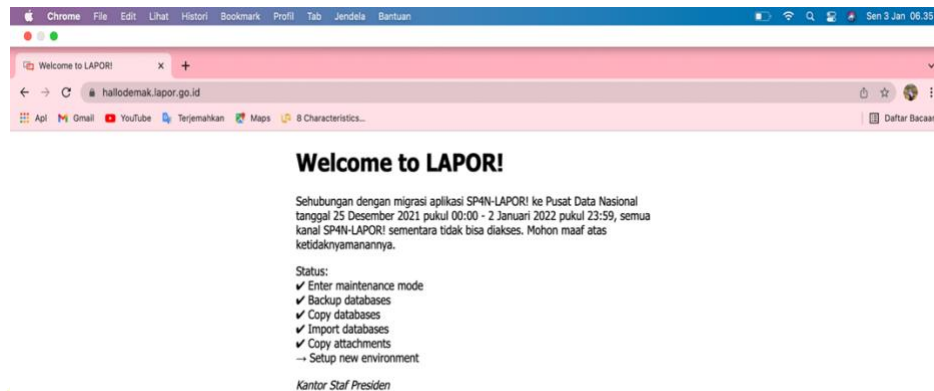 Chrome File Edit Lihat Histori Bookmark Profil Tab Jendela Bantuan Sen 3 Jan 06.35
Welcome to LAPOR! x +
hallodemak.lapor.go.id
Apl Gmail YouTube Terjemahkan Maps 8 Characteristics... Daftar Bacaan
Welcome to LAPOR!
Sehubungan dengan migrasi aplikasi SP4N-LAPOR! ke Pusat Data Nasional
tanggal 25 Desember 2021 pukul 00:00 - 2 Januari 2022 pukul 23:59, semua
kanal SP4N-LAPOR! sementara tidak bisa diakses. Mohon maaf atas
ketidaknyamanannya.
Status:
✔ Enter maintenance mode
✔ Backup databases
✔ Copy databases
✔ Import databases
✔ Copy attachments
→ Setup new environment
Kantor Staf Presiden